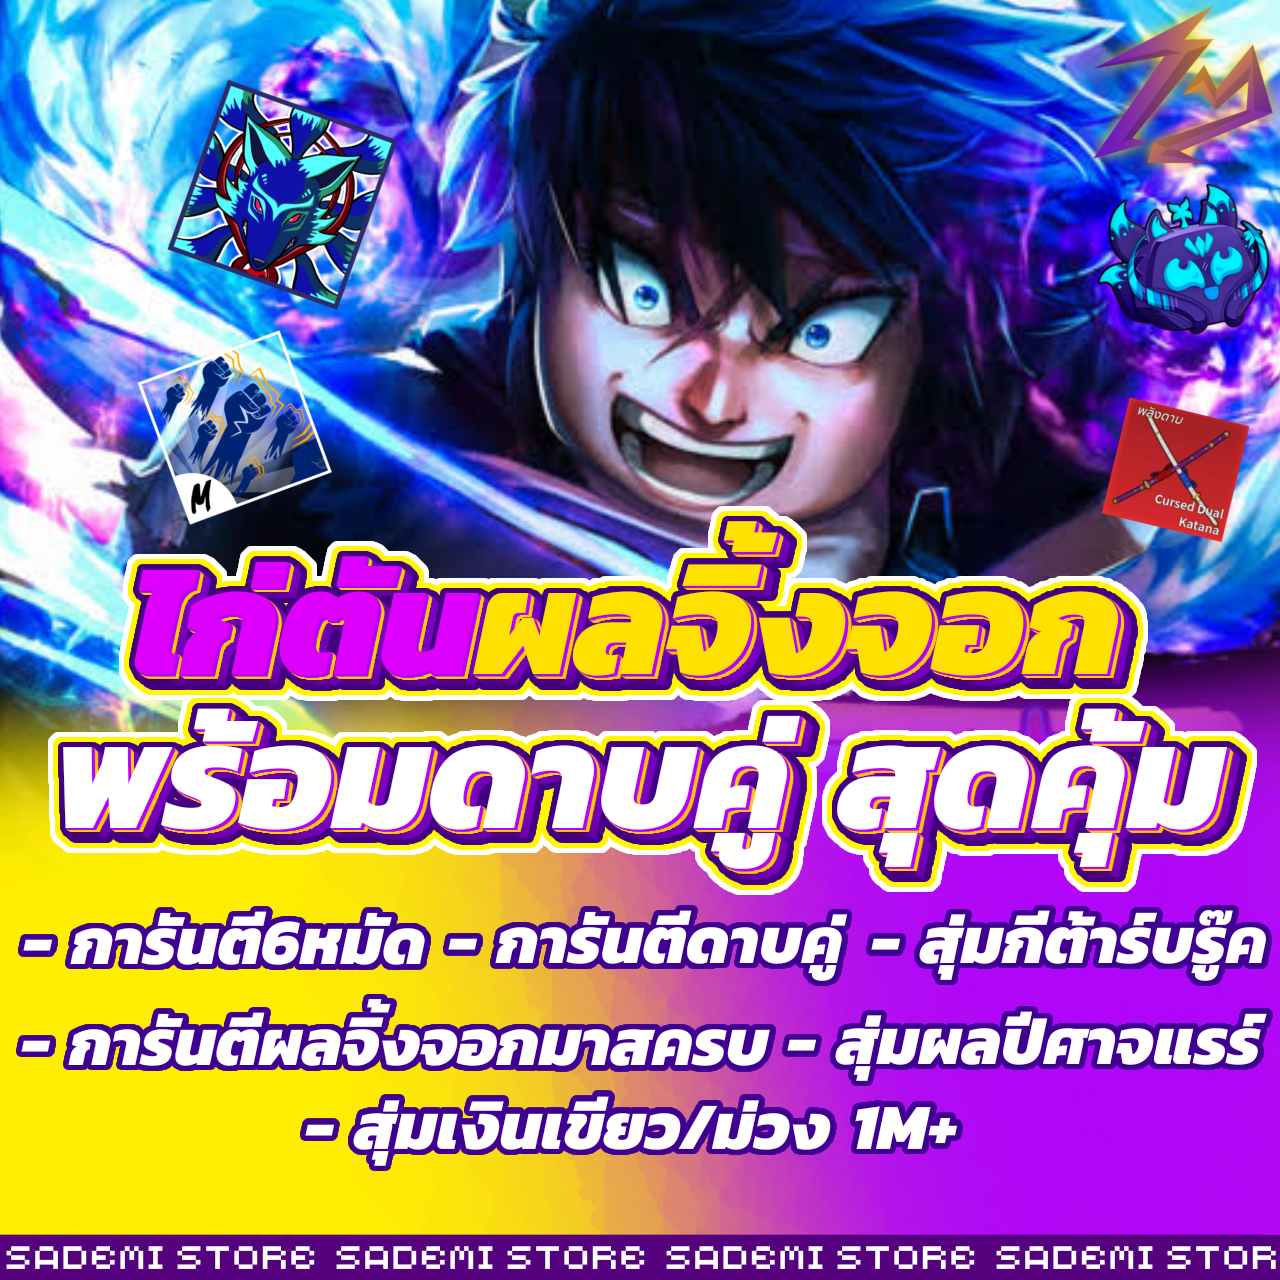 พลังดาบ
Cursed Dual
Katana
M
ไก่ตันผลจิ้งจอก
พร้อมดาบคู่ สุดคุ้ม
- การันตี6หมัด - การันตีดาบคู่ - สุ่มกีต้าร์บรู๊ค
- การันตีผลจิ้งจอกมาสครบ - สุ่มผลปีศาจแรร์
- สุ่มเงินเขียว/ม่วง 1M+
SADEMI STORE SADEMI STORE SADEMI STORE SADEMI STOR